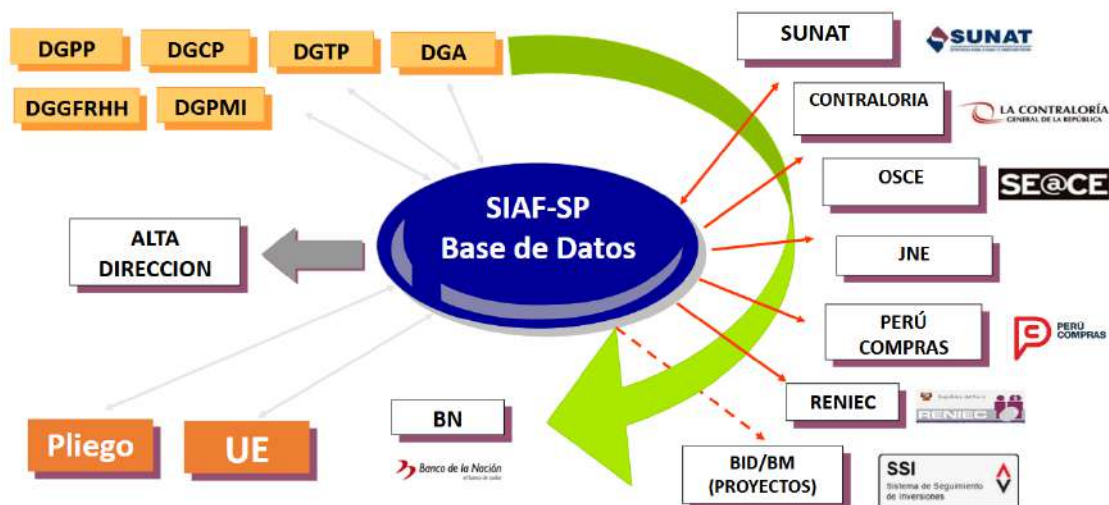 DGPP
DGCP
DGTP
DGA
DGGFRHH
DGPMI
SUNAT
SUNAT
CONTRALORIA
LA CONTRALORÍA
GENERAL DE LA REPÚBLICA
OSCE
SE@CE
SIAF-SP
Base de Datos
ALTA
DIRECCION
JNE
PERÚ
COMPRAS
PERÚ
COMPRAS
RENIEC
RENIEC
Pliego
UE
BN
Banco de la Nación
BID/BM
(PROYECTOS)
SSI
Sistema de Seguimiento
de Inversiones